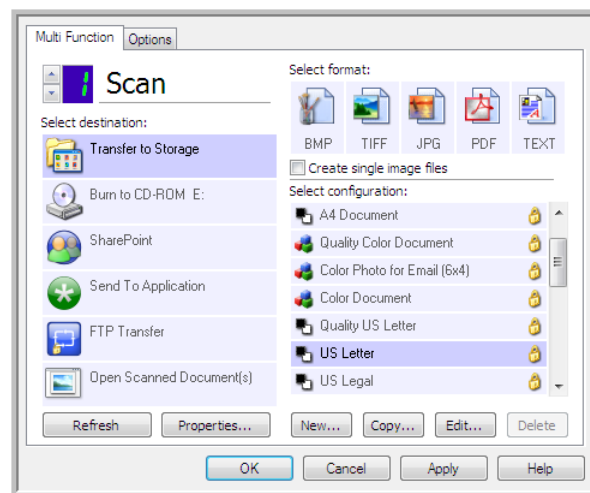 Multi Function
Options
1
Scan
Select destination:
Transfer to Storage
Burn to CD-ROM E:
SharePoint
Send To Application
FTP Transfer
Open Scanned Document(s)
Refresh
Properties...
Select format:
BMP
TIFF
JPG
PDF
TEXT
Create single image files
Select configuration:
A4 Document
Quality Color Document
Color Photo for Email (6x4)
Color Document
Quality US Letter
US Letter
US Legal
New...
Copy...
Edit...
Delete
OK
Cancel
Apply
Help